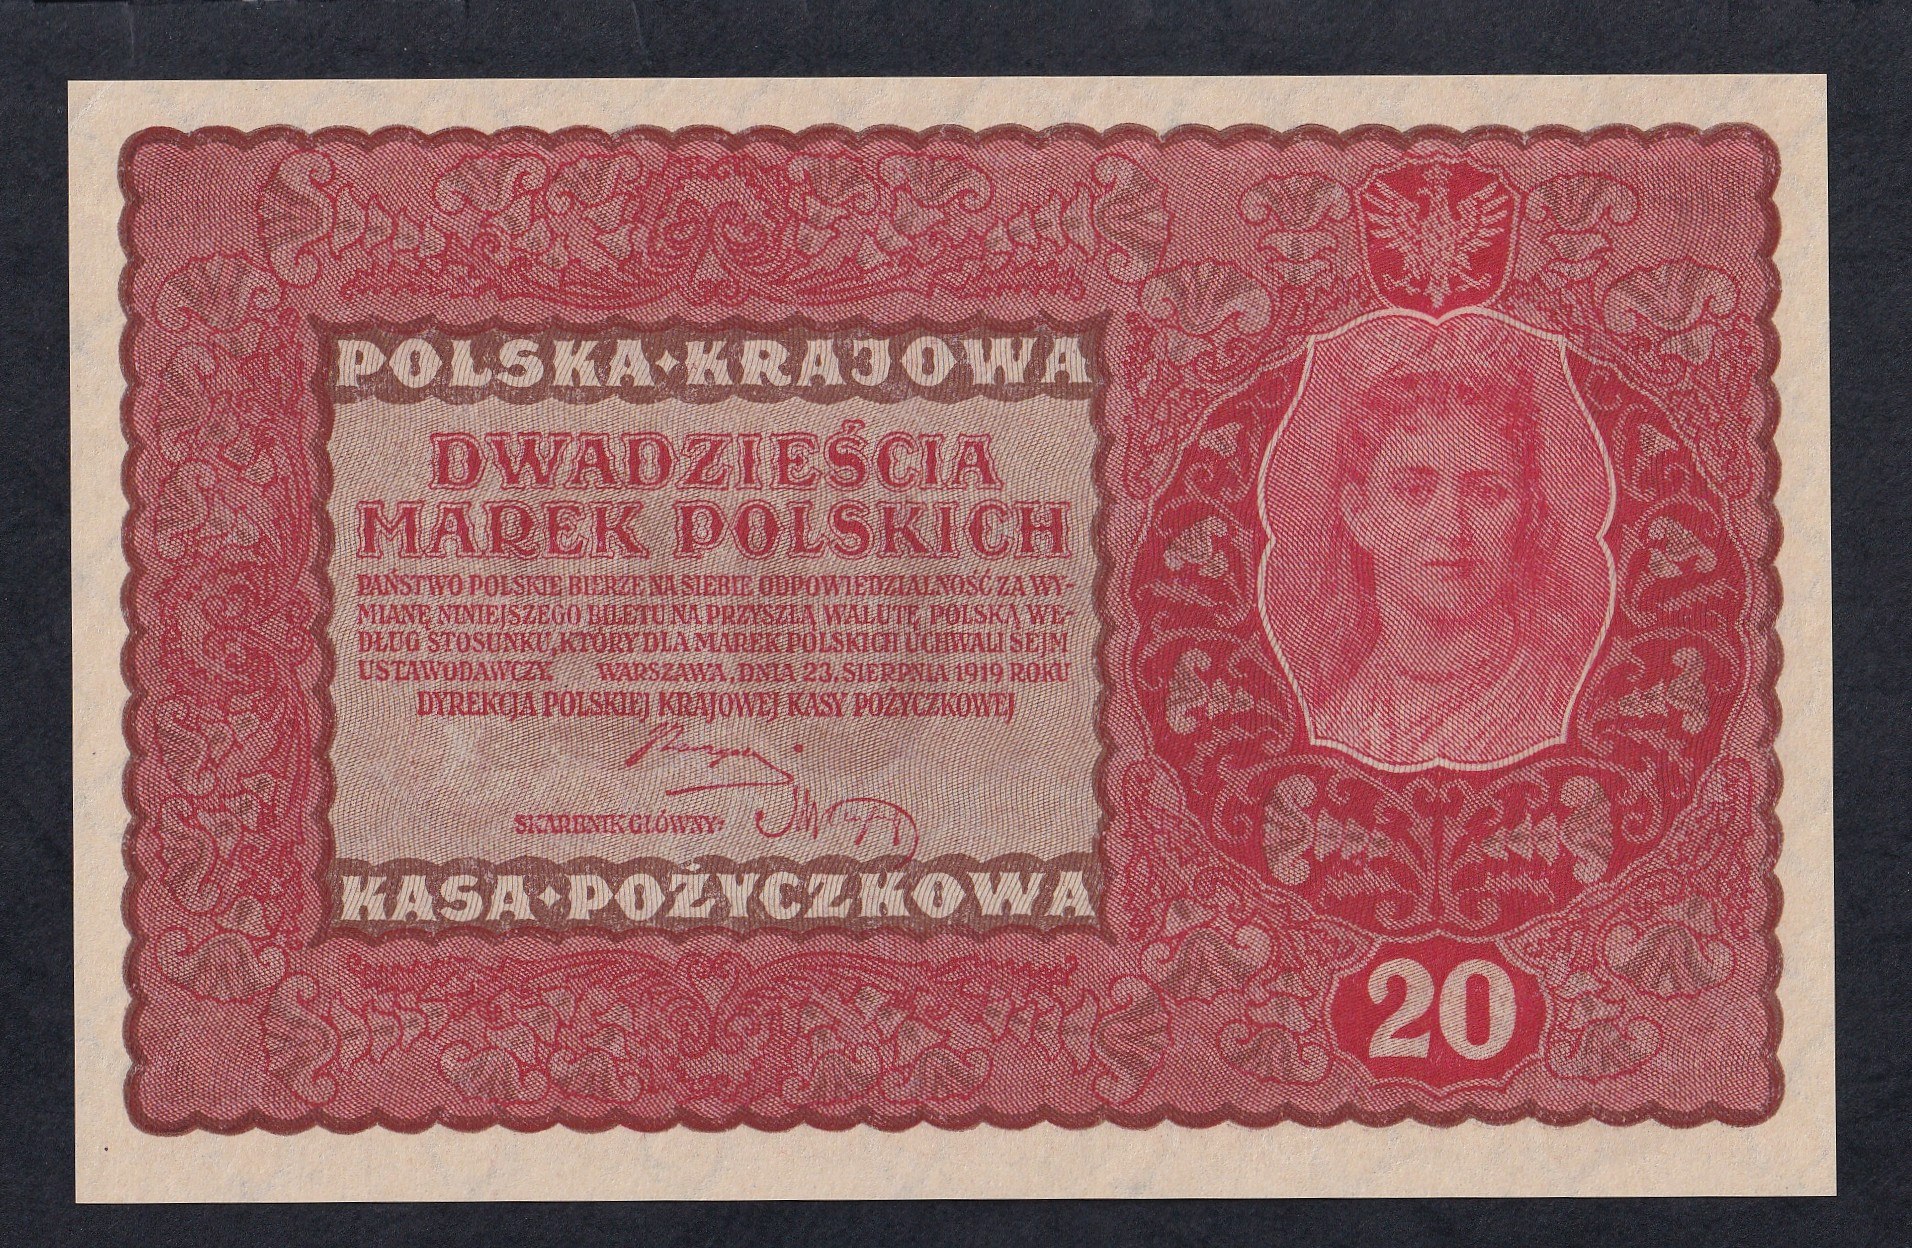 POLSKA KRAJOWA
DWADZIEŚCIA
MAREK POLSKICH
PAŃSTWO POLSKIE BIERZE NA SIEBIE ODPOWIEDZIALNOŚĆ ZA WY-
MIANĘ NINIEJSZEGO BILETU NA PRZYSZŁĄ WALUTĘ POLSKĄ WE-
DŁUG STOSUNKU, KTÓRY DLA MAREK POLSKICH UCHWALI SEJM
USTAWODAWCZY. WARSZAWA, DNIA 23. SIERPNIA 1919 ROKU
DYREKCJA POLSKIEJ KRAJOWEJ KASY POŻYCZKOWEJ
SKARBNIK GŁÓWNY:
KASA POŻYCZKOWA
20